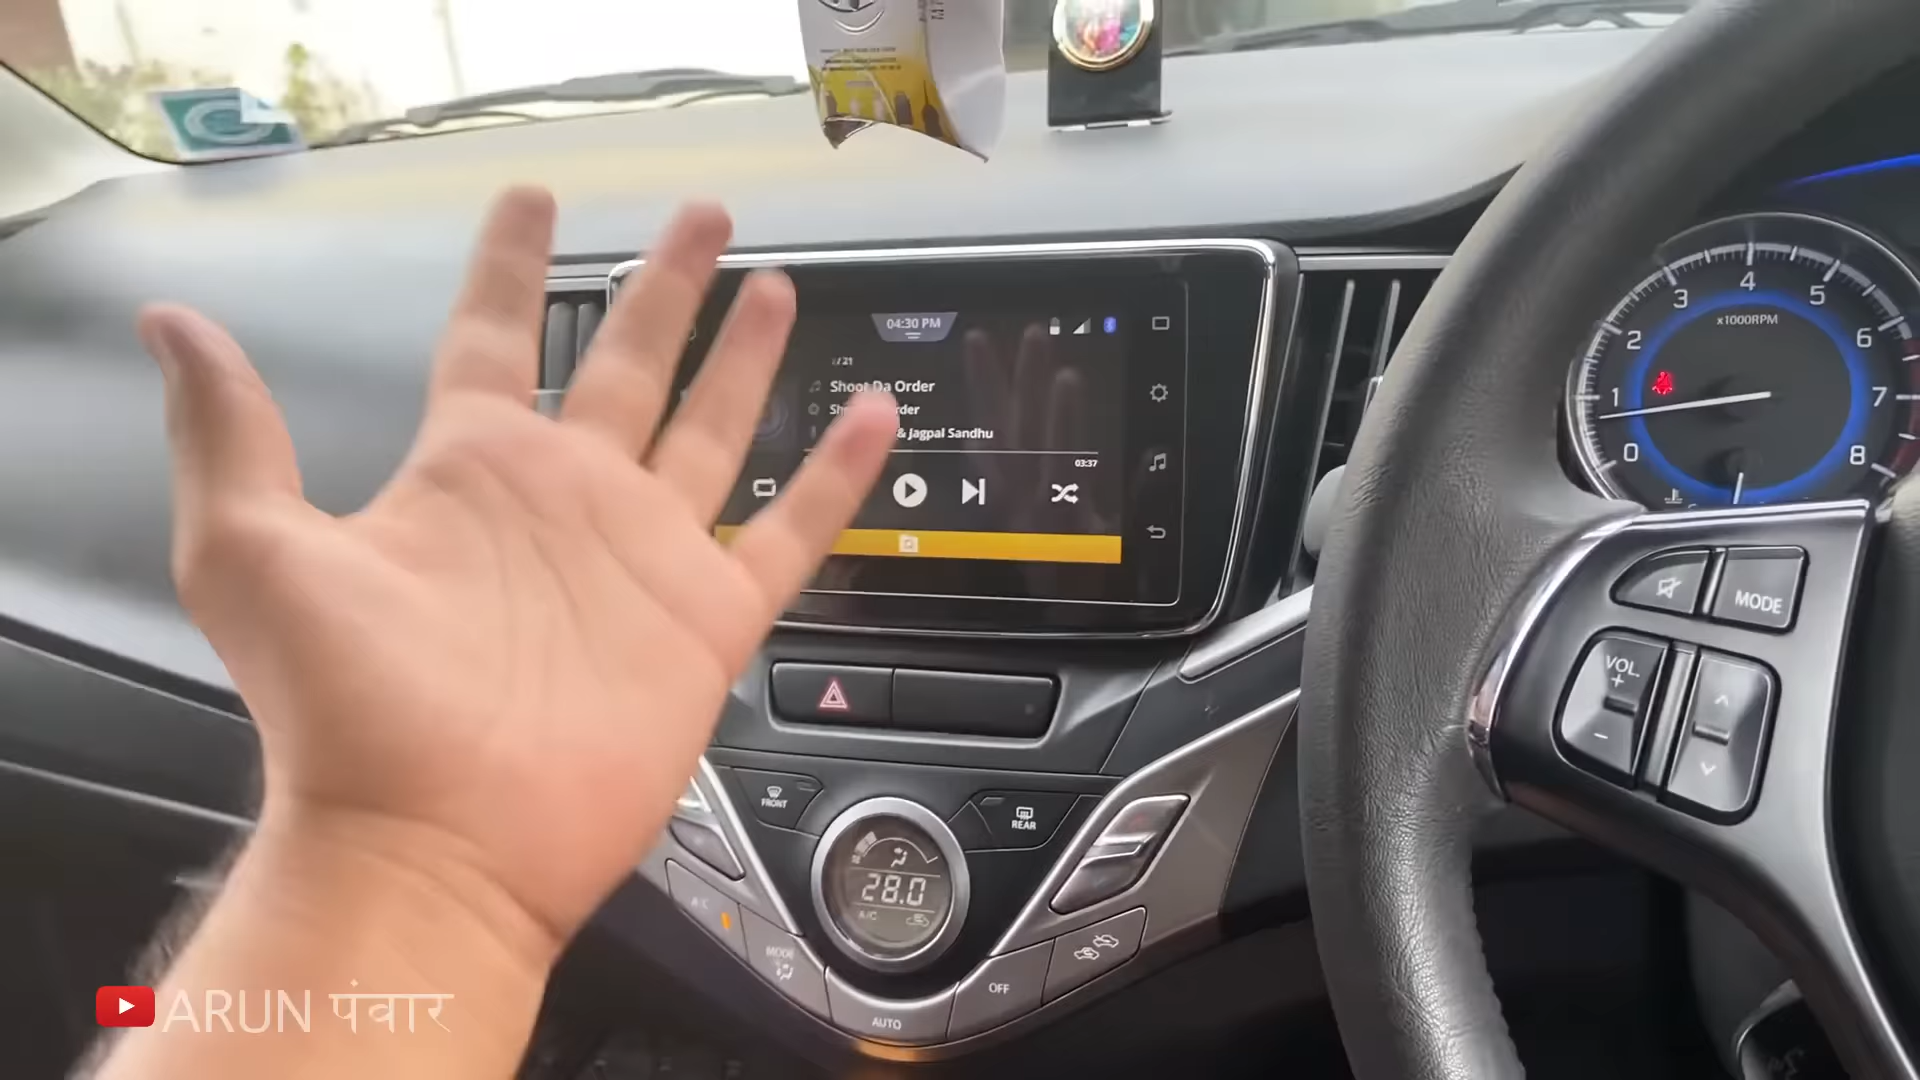 04:30 PM
/ 21
Shoot Da Order
& Jagpal Sandhu
03:37
x1000RPM
0
1
2
3
4
5
6
7
8
MODE
VOL.
+
-
FRONT
REAR
28.0
A/C
A/C
MODE
OFF
AUTO
ARUN पंवार